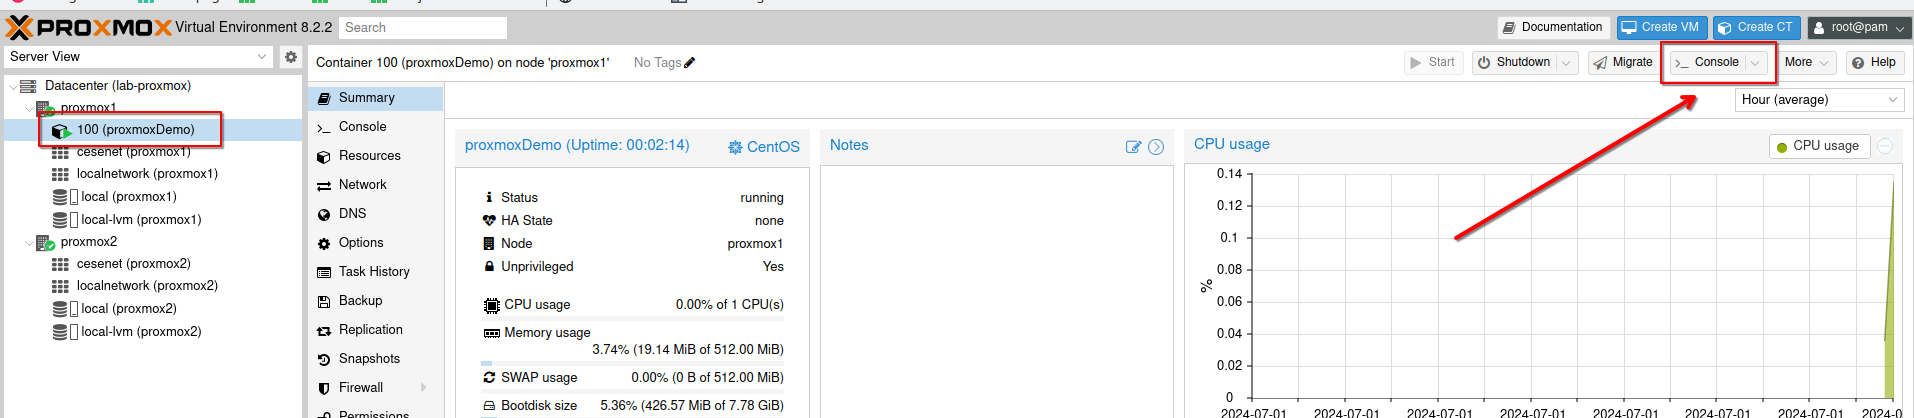 PROXMOX Virtual Environment 8.2.2 Search Documentation Create VM Create CT root@pam
Server View
Container 100 (proxmoxDemo) on node 'proxmox1' No Tags Start Shutdown Migrate >_ Console More Help
Datacenter (lab-proxmox)
proxmox1
100 (proxmoxDemo)
cesenet (proxmox1)
localnetwork (proxmox1)
local (proxmox1)
local-lvm (proxmox1)
proxmox2
cesenet (proxmox2)
localnetwork (proxmox2)
local (proxmox2)
local-lvm (proxmox2)
Summary
>_ Console
Resources
Network
DNS
Options
Task History
Backup
Replication
Snapshots
Firewall
Permissions
Hour (average)
proxmoxDemo (Uptime: 00:02:14) CentOS
Status running
HA State none
Node proxmox1
Unprivileged Yes
CPU usage 0.00% of 1 CPU(s)
Memory usage
3.74% (19.14 MiB of 512.00 MiB)
SWAP usage 0.00% (0 B of 512.00 MiB)
Bootdisk size 5.36% (426.57 MiB of 7.78 GiB)
Notes
CPU usage
CPU usage
0.14
0.12
0.1
0.08
0.06
0.04
0.02
0
%
2024-07-01 2024-07-01 2024-07-01 2024-07-01 2024-07-01 2024-07-01 2024-07-01 2024-0